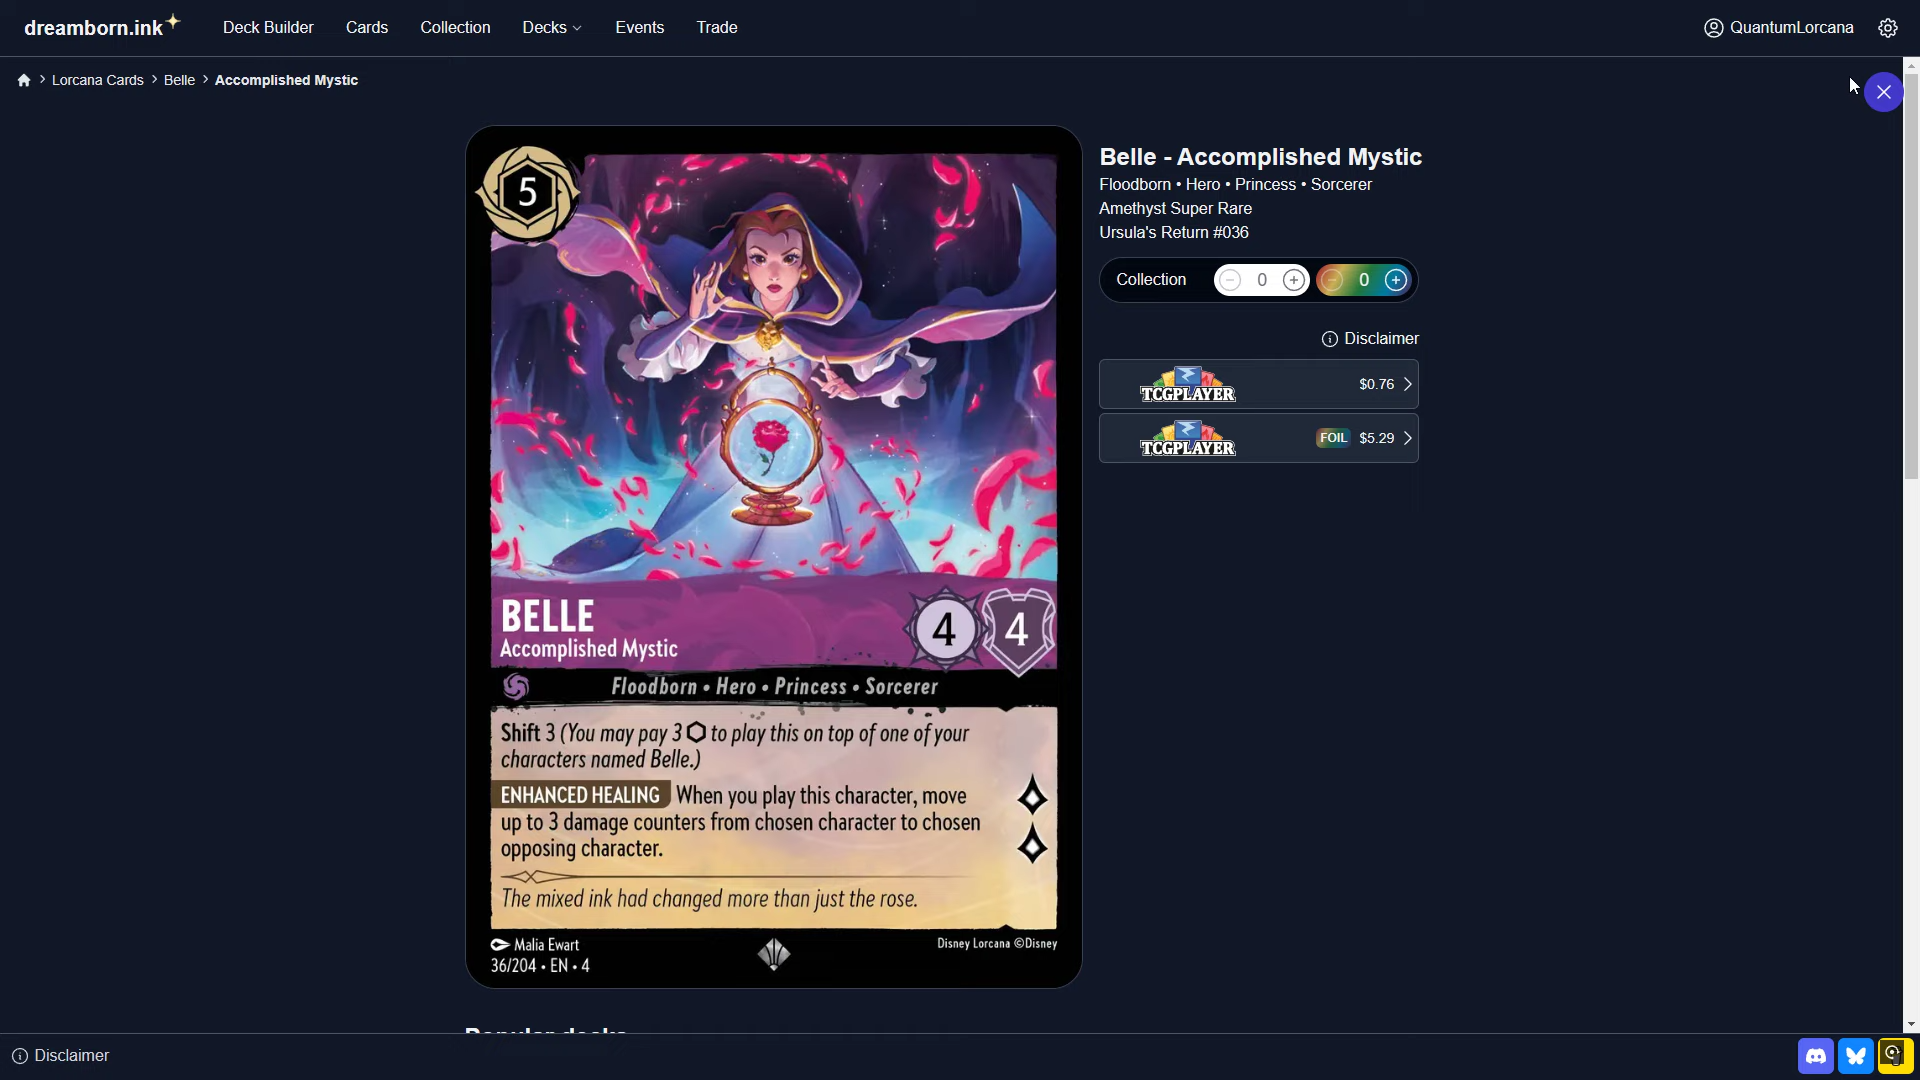 dreamborn.ink
Deck Builder
Cards
Collection
Decks
Events
Trade
QuantumLorcana
Lorcana Cards
Belle
Accomplished Mystic
5
BELLE
Accomplished Mystic
4
4
Floodborn • Hero • Princess • Sorcerer
Shift 3 (You may pay 3 to play this on top of one of your
characters named Belle.)
ENHANCED HEALING When you play this character, move
up to 3 damage counters from chosen character to chosen
opposing character.
The mixed ink had changed more than just the rose.
Malia Ewart
36/204 • EN • 4
Disney Lorcana ©Disney
Belle - Accomplished Mystic
Floodborn • Hero • Princess • Sorcerer
Amethyst Super Rare
Ursula's Return #036
Collection
0
0
Disclaimer
TCGPLAYER
$0.76
TCGPLAYER
FOIL
$5.29
Popular decks
Disclaimer